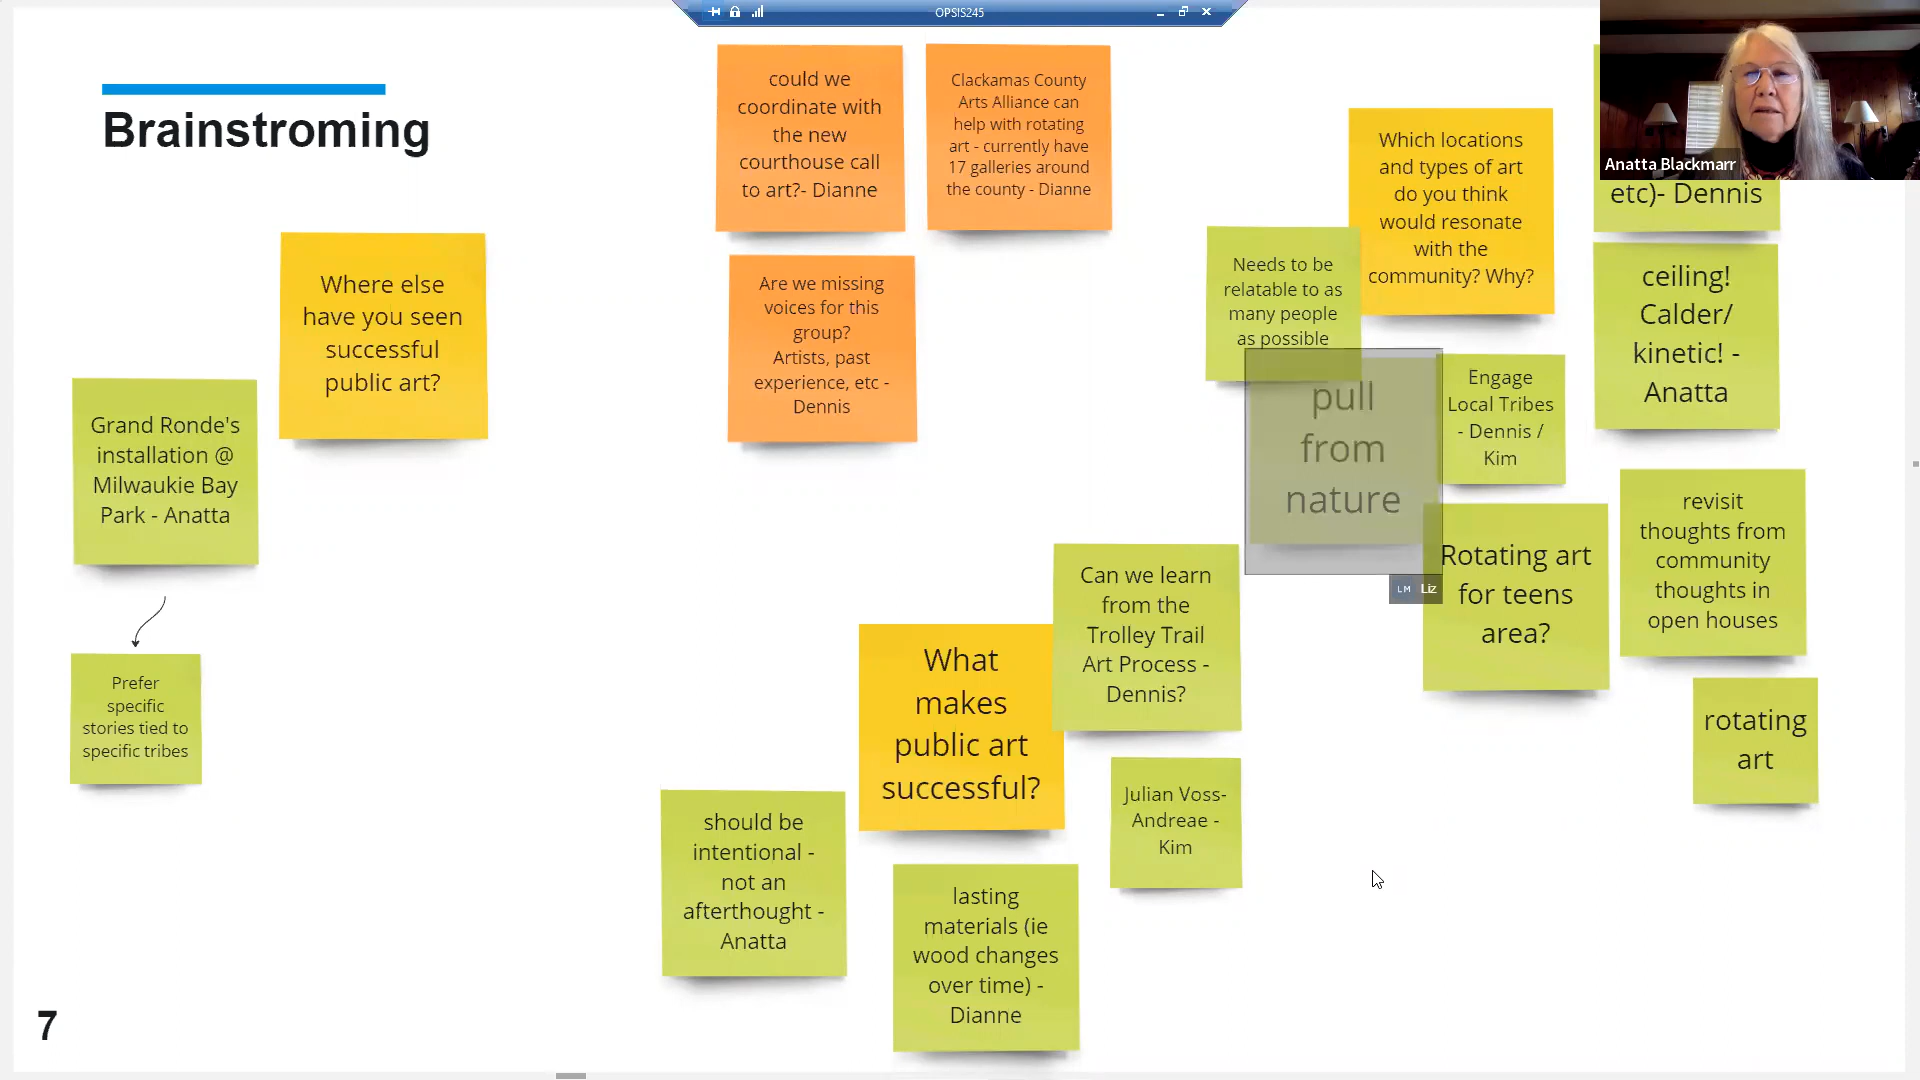 OPSIS245
Brainstroming
could we
coordinate with
the new
courthouse call
to art?- Dianne
Clackamas County
Arts Alliance can
help with rotating
art - currently have
17 galleries around
the county - Dianne
Are we missing
voices for this
group?
Artists, past
experience, etc -
Dennis
Where else
have you seen
successful
public art?
Grand Ronde's
installation @
Milwaukie Bay
Park - Anatta
Prefer
specific
stories tied to
specific tribes
Which locations
and types of art
do you think
would resonate
with the
community? Why?
Needs to be
relatable to as
many people
as possible
pull
from
nature
LM Liz
Engage
Local Tribes
- Dennis /
Kim
Anatta Blackmarr
etc)- Dennis
ceiling!
Calder/
kinetic! -
Anatta
Rotating art
for teens
area?
revisit
thoughts from
community
thoughts in
open houses
rotating
art
What
makes
public art
successful?
Can we learn
from the
Trolley Trail
Art Process -
Dennis?
Julian Voss-
Andreae -
Kim
should be
intentional -
not an
afterthought -
Anatta
lasting
materials (ie
wood changes
over time) -
Dianne
7